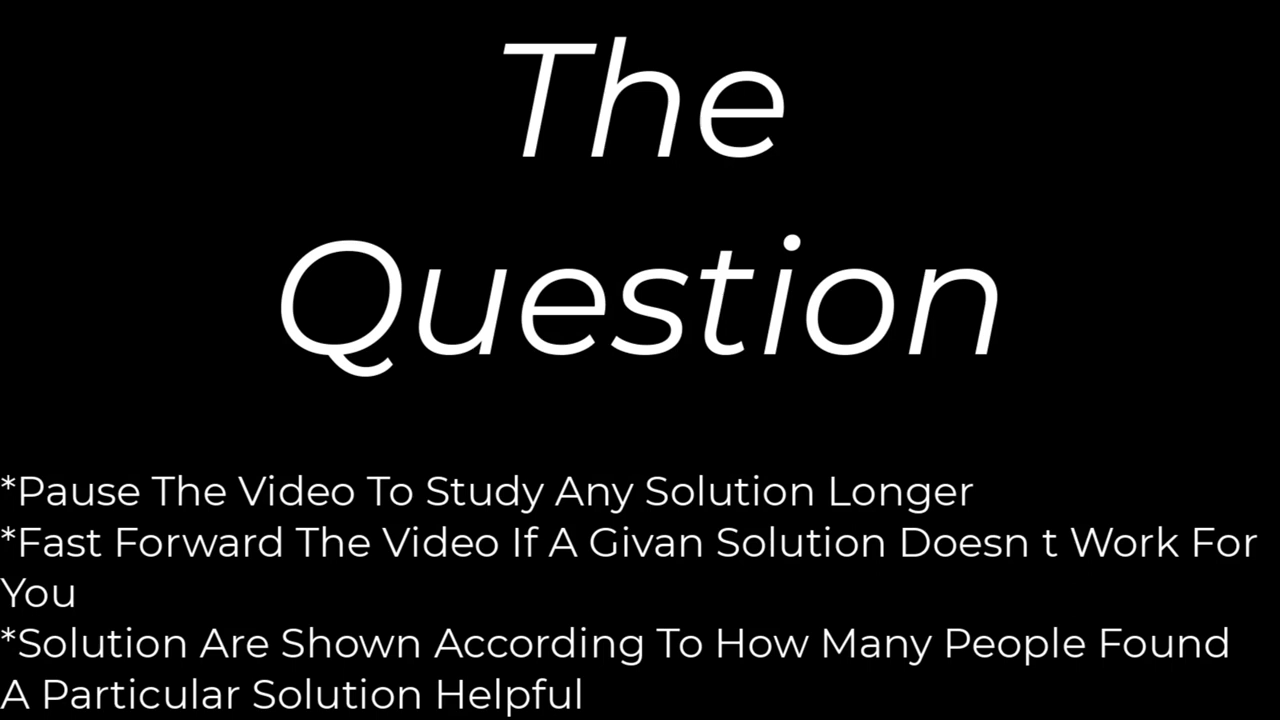 The
Question
*Pause The Video To Study Any Solution Longer
*Fast Forward The Video If A Givan Solution Doesn t Work For
You
*Solution Are Shown According To How Many People Found
A Particular Solution Helpful